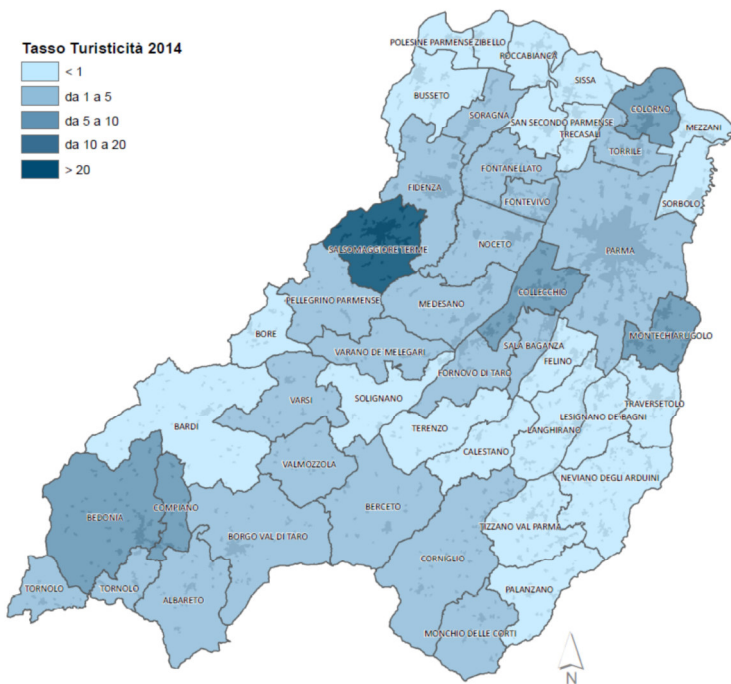 Tasso Turisticità 2014
< 1
da 1 a 5
da 5 a 10
da 10 a 20
> 20
POLESINE PARMENSE
ZIBELLO
ROCCABIANCA
SISSA
BUSSETO
SORAGNA
SAN SECONDO PARMENSE
TRECASALI
COLORNO
MEZZANI
TORRILE
FONTANELLATO
FIDENZA
FONTEVIVO
SORBOLO
SALSOMAGGIORE TERME
NOCETO
PARMA
PELLEGRINO PARMENSE
MEDESANO
COLLECCHIO
BORE
MONTECHIARUGOLO
VARANO DE MELEGARI
SALA BAGANZA
FORNOVO DI TARO
FELINO
VARSI
SOLIGNANO
TRAVERSETOLO
LESIGNANO DE BAGNI
BARDI
TERENZO
LANGHIRANO
CALESTANO
VALMOZZOLA
NEVIANO DEGLI ARDUINI
BEDONIA
COMPIANO
BERCETO
TIZZANO VAL PARMA
BORGO VAL DI TARO
CORNIGLIO
TORNOLO
TORNOLO
ALBARETO
PALANZANO
MONCHIO DELLE CORTI
N